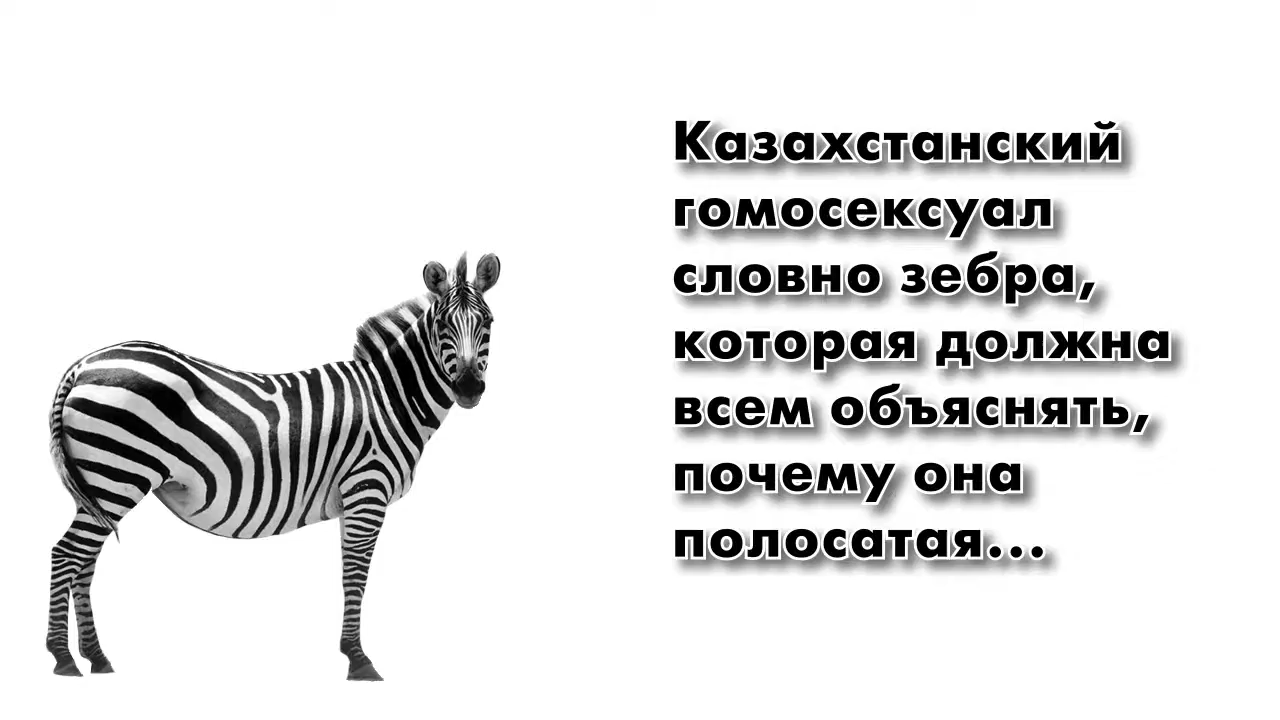 Казахстанский
гомосексуал
словно зебра,
которая должна
всем объяснять,
почему она
полосатая...